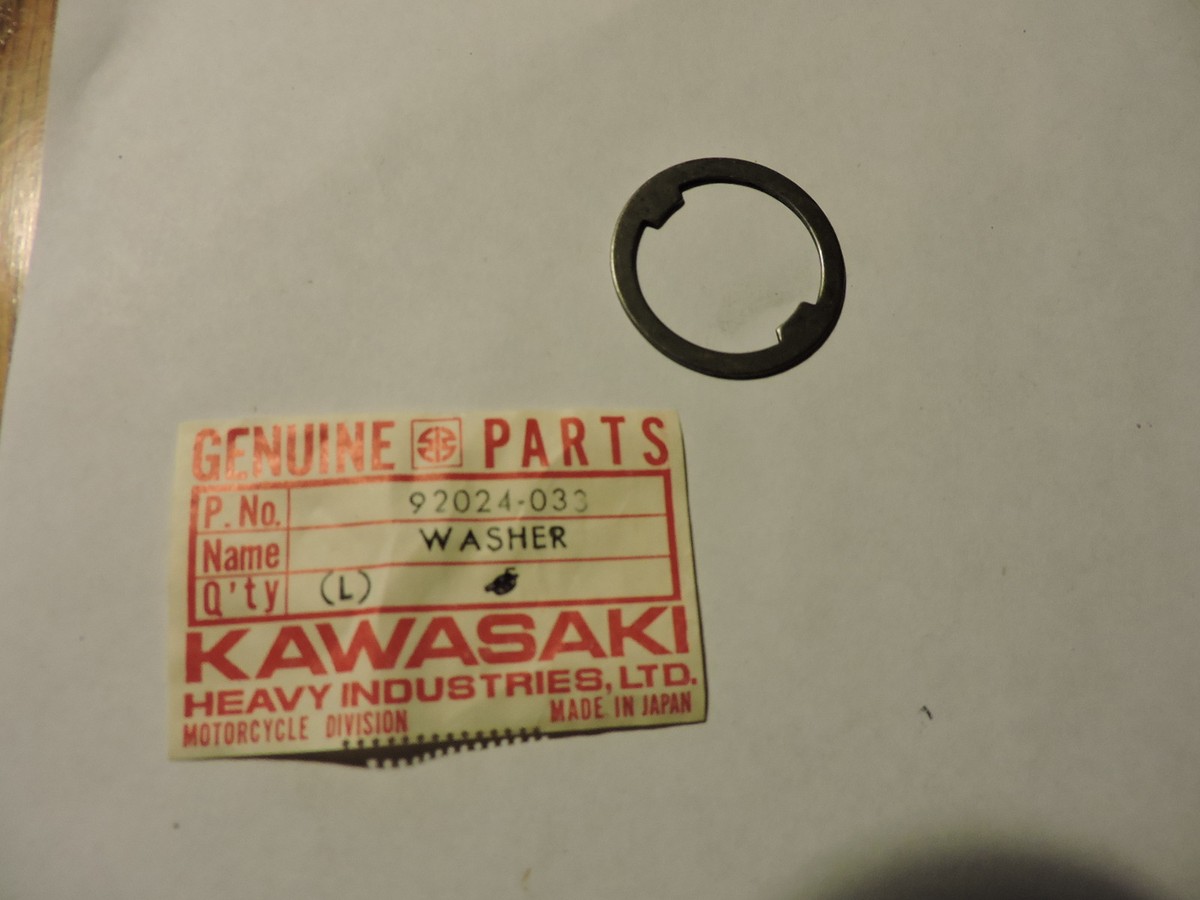 GENUINE PARTS
P. No. 92024-033
Name WASHER
Q'ty (L)
KAWASAKI
HEAVY INDUSTRIES, LTD.
MOTORCYCLE DIVISION MADE IN JAPAN